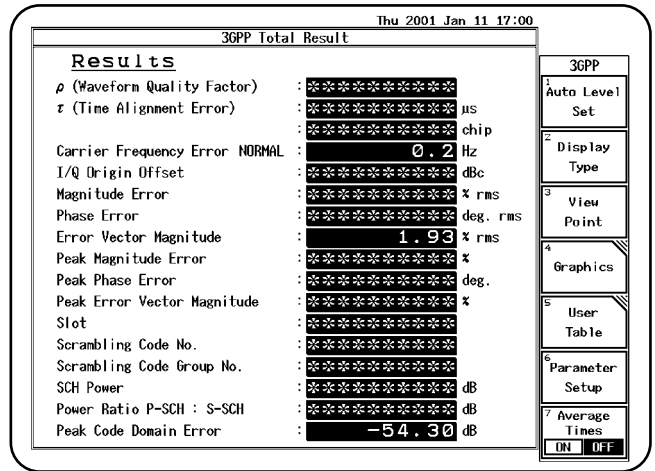 Thu 2001 Jan 11 17:00
3GPP Total Result
Results
ρ (Waveform Quality Factor) : **********
τ (Time Alignment Error) : ********** μs
: ********** chip
Carrier Frequency Error NORMAL : 0.2 Hz
I/Q Origin Offset : ********** dBc
Magnitude Error : ********** % rms
Phase Error : ********** deg. rms
Error Vector Magnitude : 1.93 % rms
Peak Magnitude Error : ********** %
Peak Phase Error : ********** deg.
Peak Error Vector Magnitude : ********** %
Slot : **********
Scrambling Code No. : **********
Scrambling Code Group No. : **********
SCH Power : ********** dB
Power Ratio P-SCH : S-SCH : ********** dB
Peak Code Domain Error : -54.30 dB
3GPP
1
Auto Level
Set
2
Display
Type
3
View
Point
4
Graphics
5
User
Table
6
Parameter
Setup
7
Average
Times
ON OFF